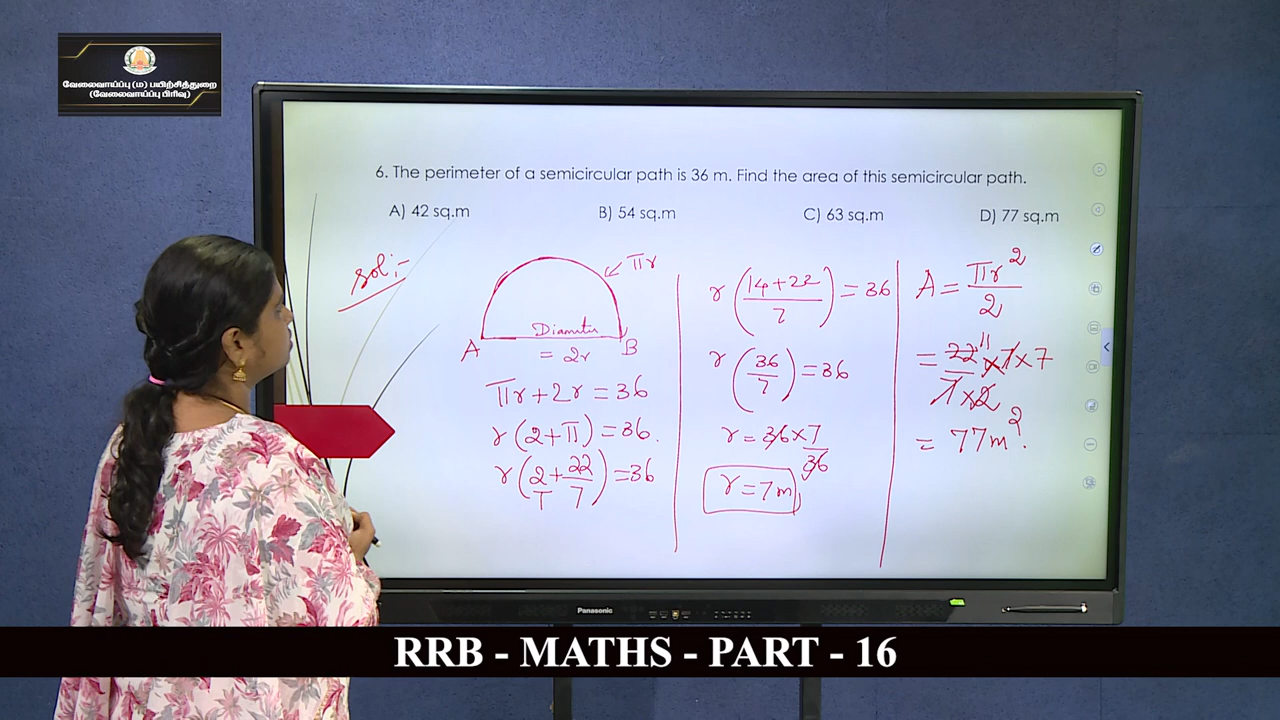 வேலைவாய்ப்பு (ம) பயிற்சித்துறை
(வேலைவாய்ப்பு பிரிவு)
6. The perimeter of a semicircular path is 36 m. Find the area of this semicircular path.
A) 42 sq.m B) 54 sq.m C) 63 sq.m D) 77 sq.m
Sol:-
πr
Diameter
A = 2r B
πr + 2r = 36
r (2 + π) = 36.
r (2/1 + 22/7) = 36
r (14 + 22 / 7) = 36
r (36/7) = 36
r = 36 × 7 / 36
r = 7m
A = πr² / 2
= 22 11 × 7 × 7 / 7 × 2
= 77m².
Panasonic
RRB - MATHS - PART - 16